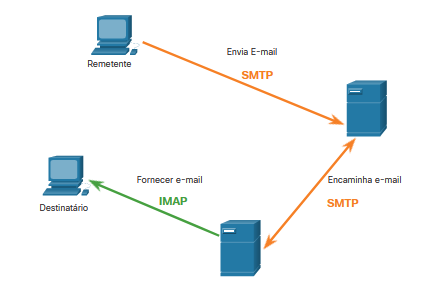 Envia E-mail
SMTP
Remetente
Fornecer e-mail
IMAP
Encaminha e-mail
SMTP
Destinatário